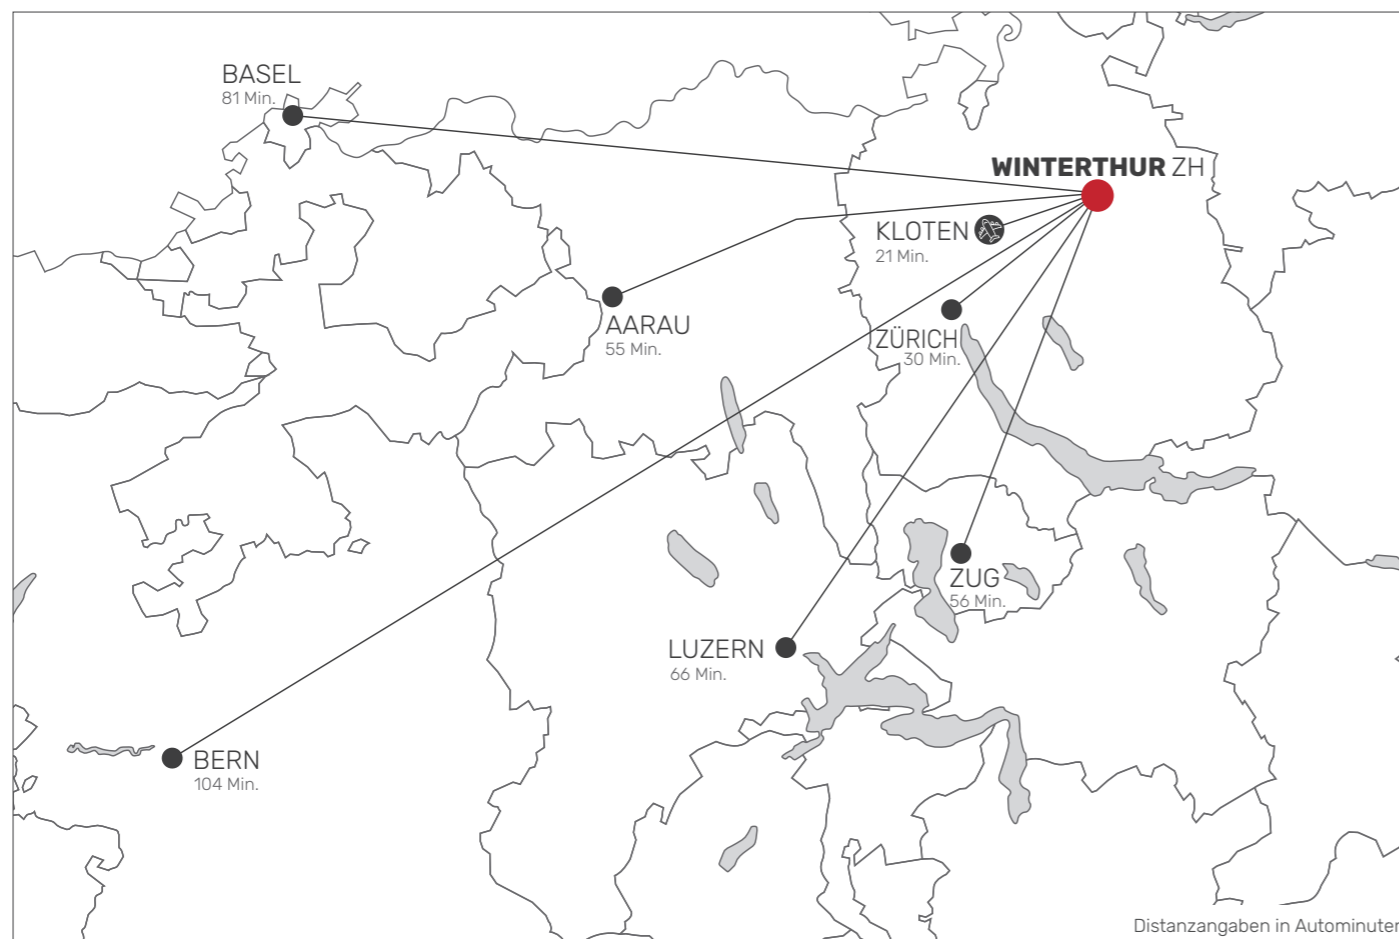 BASEL
81 Min.
WINTERTHUR ZH
KLOTEN
21 Min.
AARAU
55 Min.
ZÜRICH
30 Min.
ZUG
56 Min.
LUZERN
66 Min.
BERN
104 Min.
Distanzangaben in Autominuten